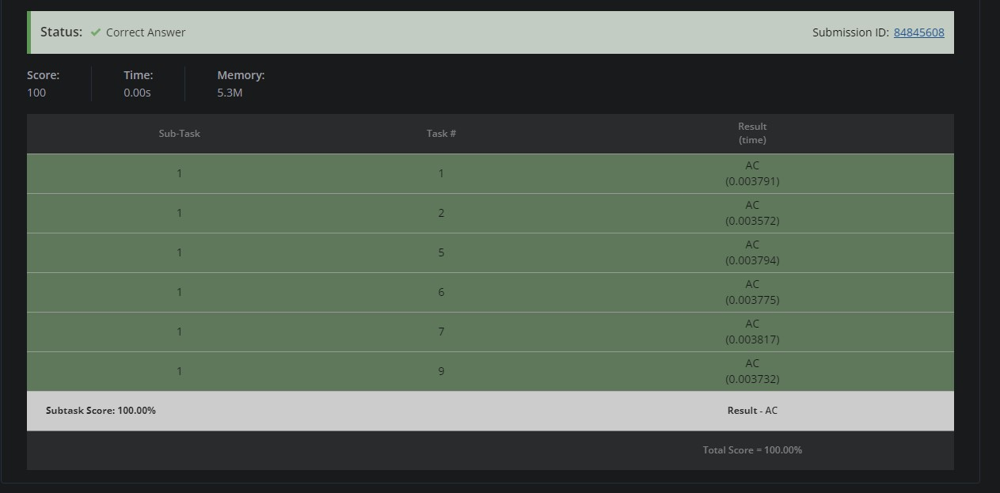 Status: Correct Answer Submission ID: 84845608
Score: Time: Memory:
100 0.00s 5.3M
Sub-Task Task # Result
(time)
1 1 AC
(0.003791)
1 2 AC
(0.003572)
1 5 AC
(0.003794)
1 6 AC
(0.003775)
1 7 AC
(0.003817)
1 9 AC
(0.003732)
Subtask Score: 100.00% Result - AC
Total Score = 100.00%